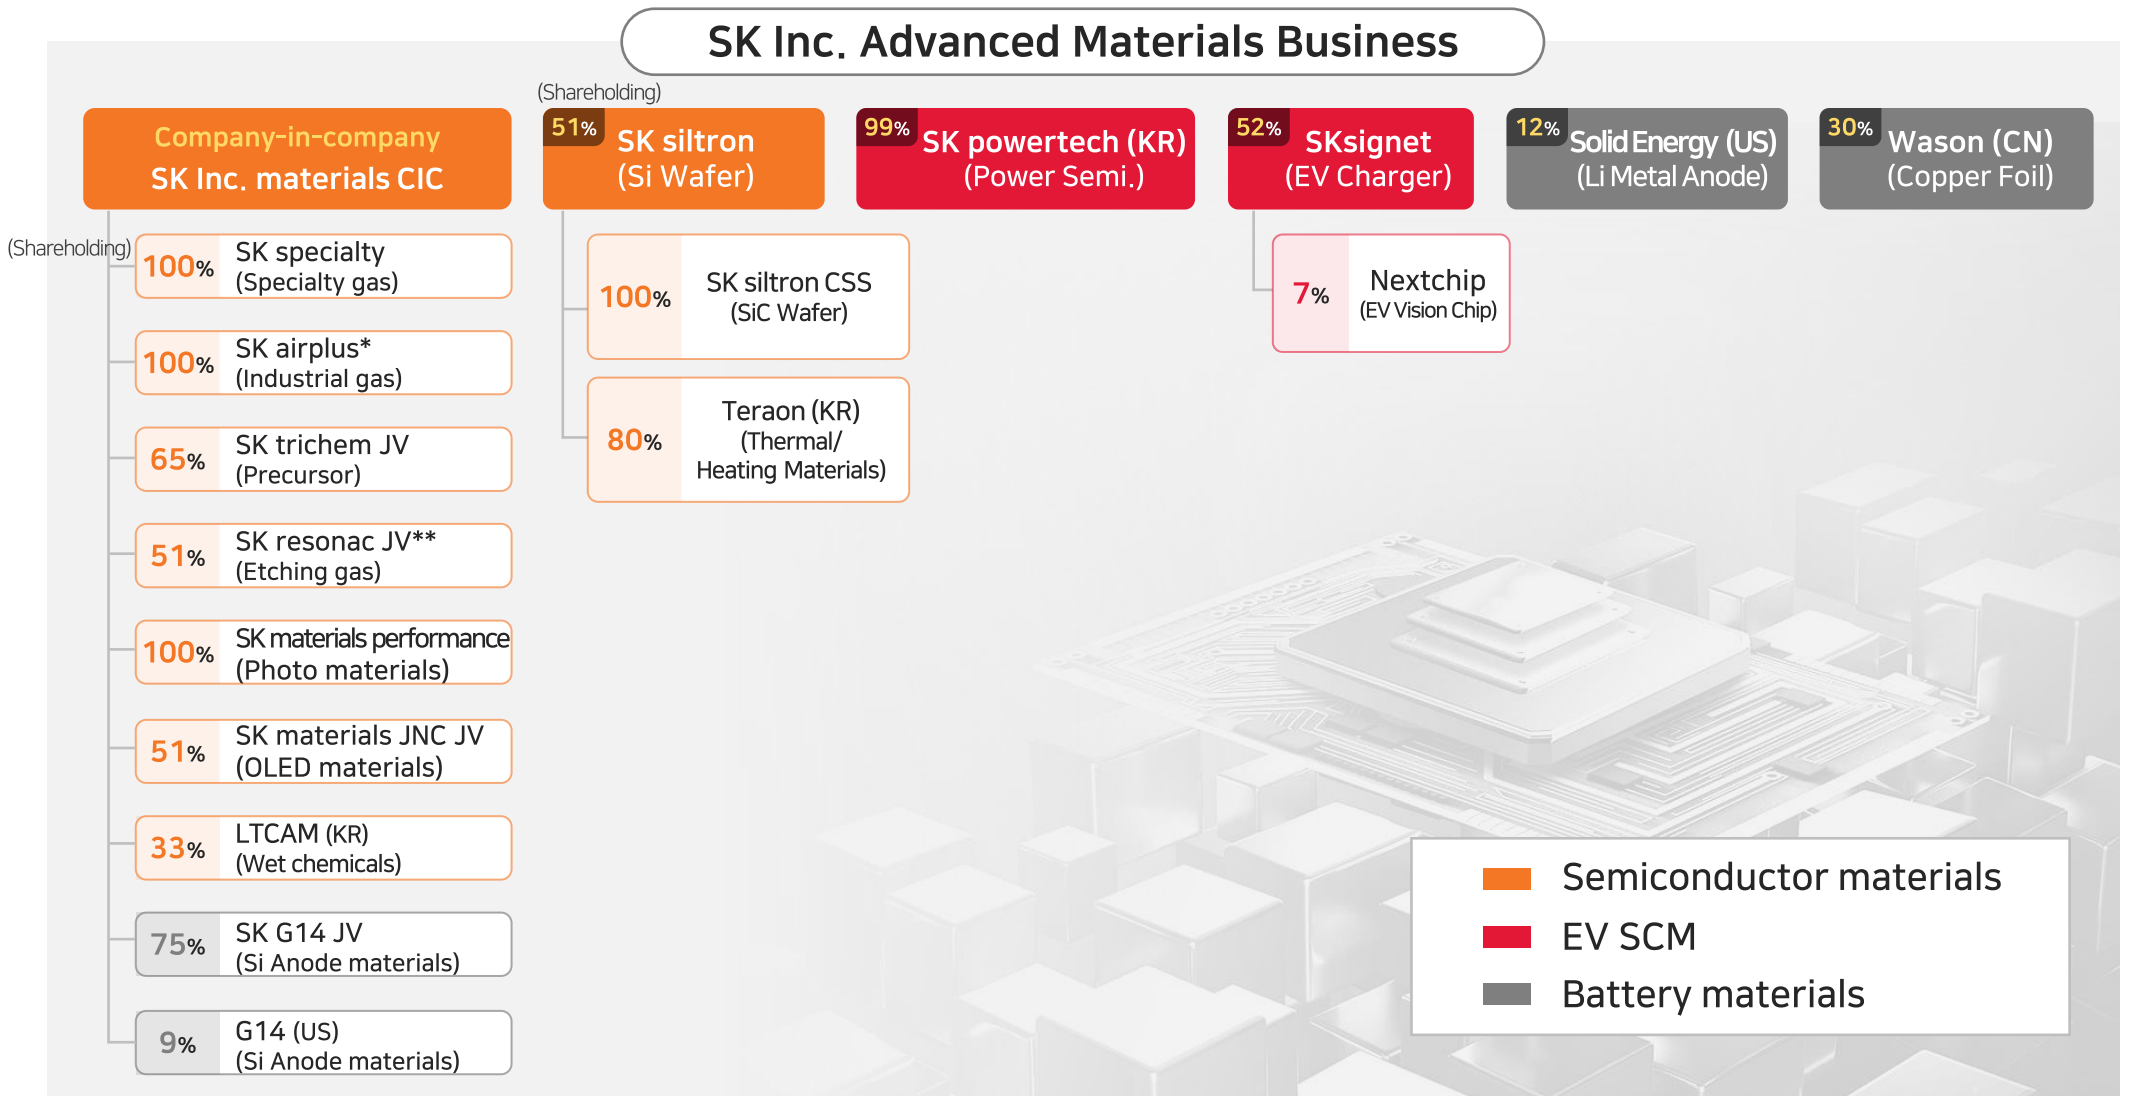 SK Inc. Advanced Materials Business
Company-in-company
SK Inc. materials CIC
(Shareholding)
100% SK specialty
(Specialty gas)
100% SK airplus*
(Industrial gas)
65% SK trichem JV
(Precursor)
51% SK resonac JV**
(Etching gas)
100% SK materials performance
(Photo materials)
51% SK materials JNC JV
(OLED materials)
33% LTCAM (KR)
(Wet chemicals)
75% SK G14 JV
(Si Anode materials)
9% G14 (US)
(Si Anode materials)
(Shareholding)
51% SK siltron
(Si Wafer)
100% SK siltron CSS
(SiC Wafer)
80% Teraon (KR)
(Thermal/
Heating Materials)
99% SK powertech (KR)
(Power Semi.)
52% SKsignet
(EV Charger)
7% Nextchip
(EV Vision Chip)
12% Solid Energy (US)
(Li Metal Anode)
30% Wason (CN)
(Copper Foil)
Semiconductor materials
EV SCM
Battery materials